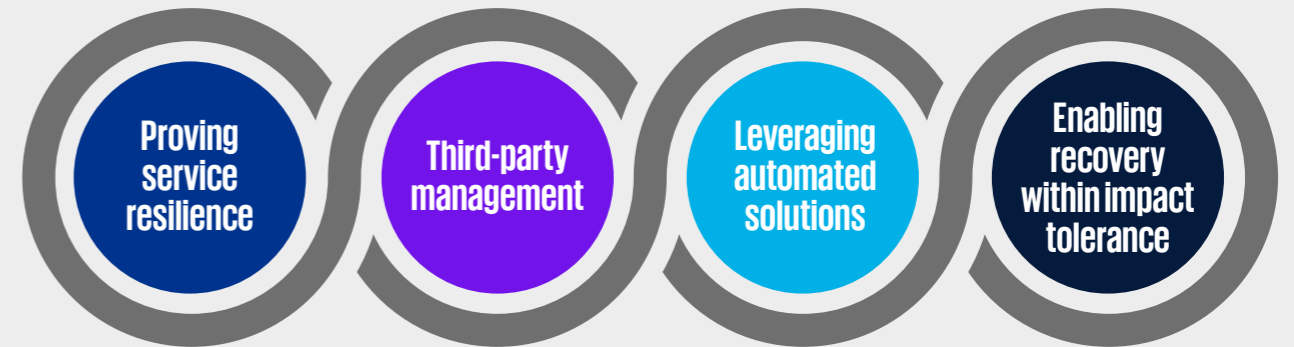 Proving
service
resilience
Third-party
management
Leveraging
automated
solutions
Enabling
recovery
within impact
tolerance